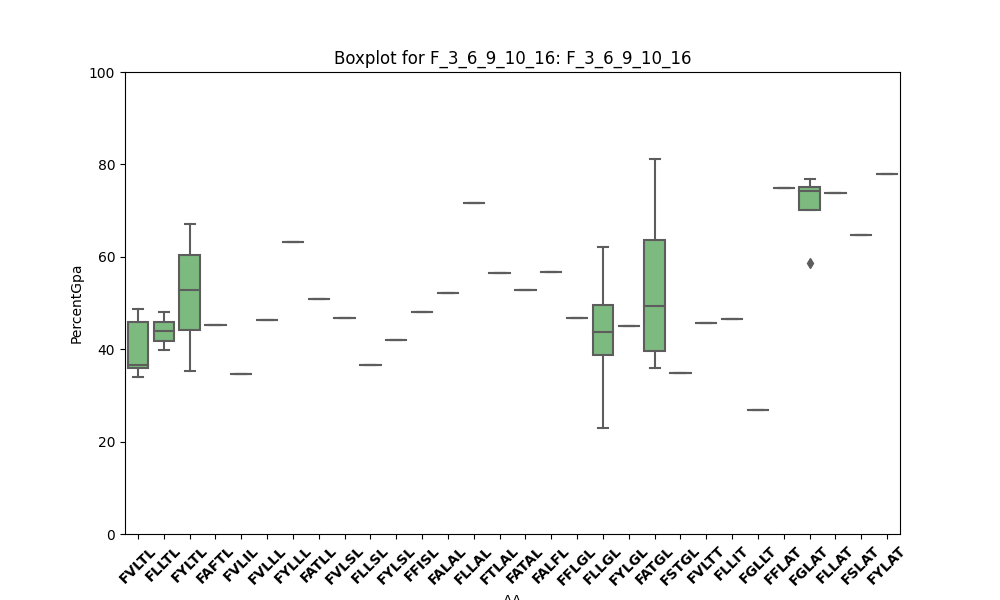 Boxplot for F_3_6_9_10_16: F_3_6_9_10_16
100
80
60
40
20
0
PercentGpa
FVLTL FLLTL FYLTL FAFTL FVLIL FVLLL FYLLL FATLL FVLSL FLLSL FYLSL FFISL FALAL FLLAL FTLAL FATAL FALFL FFLGL FLLGL FYLGL FATGL FSTGL FVLTT FLLIT FGLLT FFLAT FGLAT FLLAT FSLAT FYLAT
AA